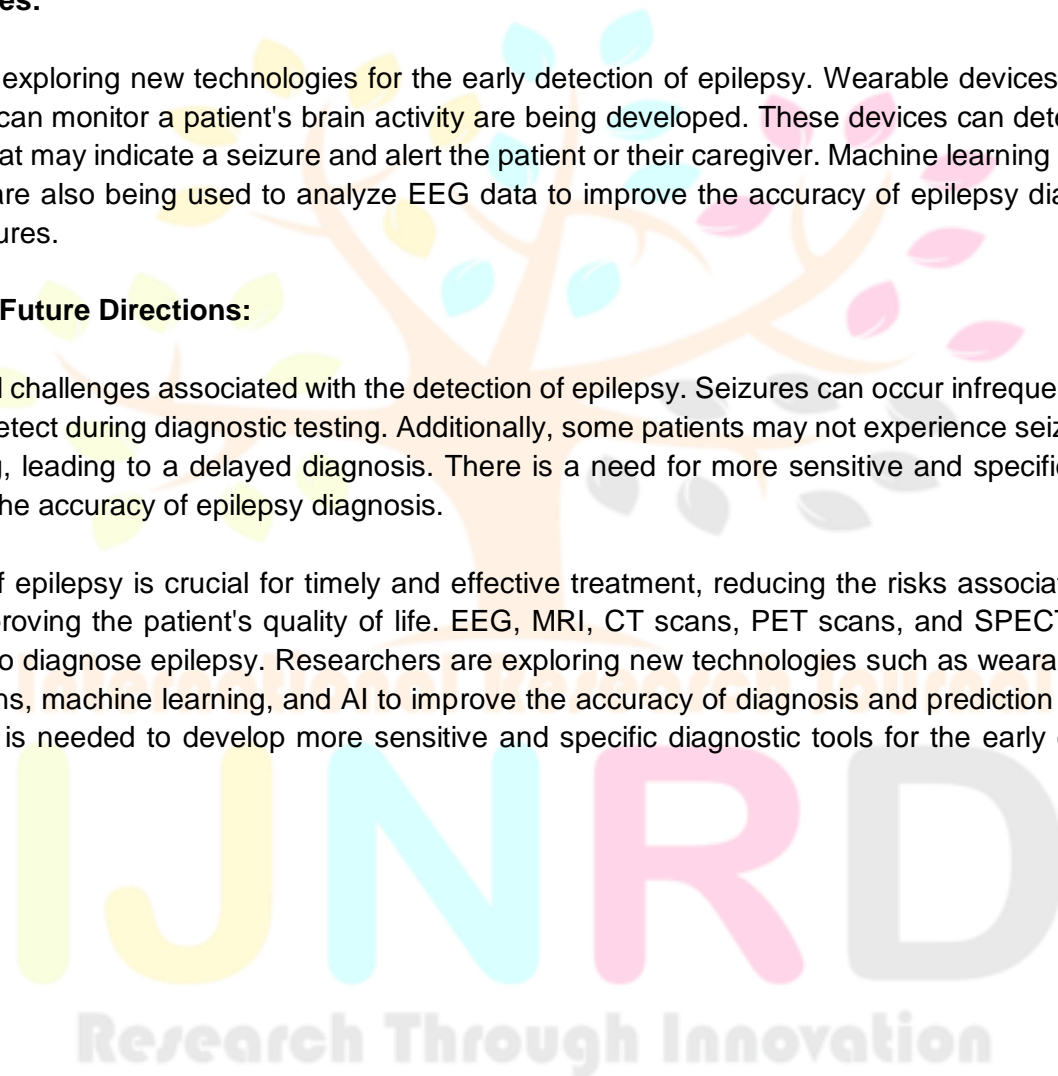 es:
exploring new technologies for the early detection of epilepsy. Wearable devices
can monitor a patient's brain activity are being developed. These devices can dete
at may indicate a seizure and alert the patient or their caregiver. Machine learning
are also being used to analyze EEG data to improve the accuracy of epilepsy dia
ures.
Future Directions:
l challenges associated with the detection of epilepsy. Seizures can occur infreque
etect during diagnostic testing. Additionally, some patients may not experience seiz
g, leading to a delayed diagnosis. There is a need for more sensitive and specific
he accuracy of epilepsy diagnosis.
f epilepsy is crucial for timely and effective treatment, reducing the risks associat
proving the patient's quality of life. EEG, MRI, CT scans, PET scans, and SPECT
o diagnose epilepsy. Researchers are exploring new technologies such as weara
International Research Journal
ns, machine learning, and AI to improve the accuracy of diagnosis and prediction
is needed to develop more sensitive and specific diagnostic tools for the early
IJNRD
Research Through Innovation